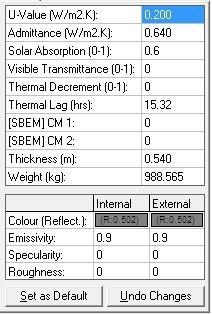 U-Value (W/m2.K): 0.200
Admittance (W/m2.K): 0.640
Solar Absorption (0-1): 0.6
Visible Transmittance (0-1): 0
Thermal Decrement (0-1): 0
Thermal Lag (hrs): 15.32
[SBEM] CM 1: 0
[SBEM] CM 2: 0
Thickness (m): 0.540
Weight (kg): 988.565
Internal External
Colour (Reflect.): (R:0.502) (R:0.502)
Emissivity: 0.9 0.9
Specularity: 0 0
Roughness: 0 0
Set as Default Undo Changes